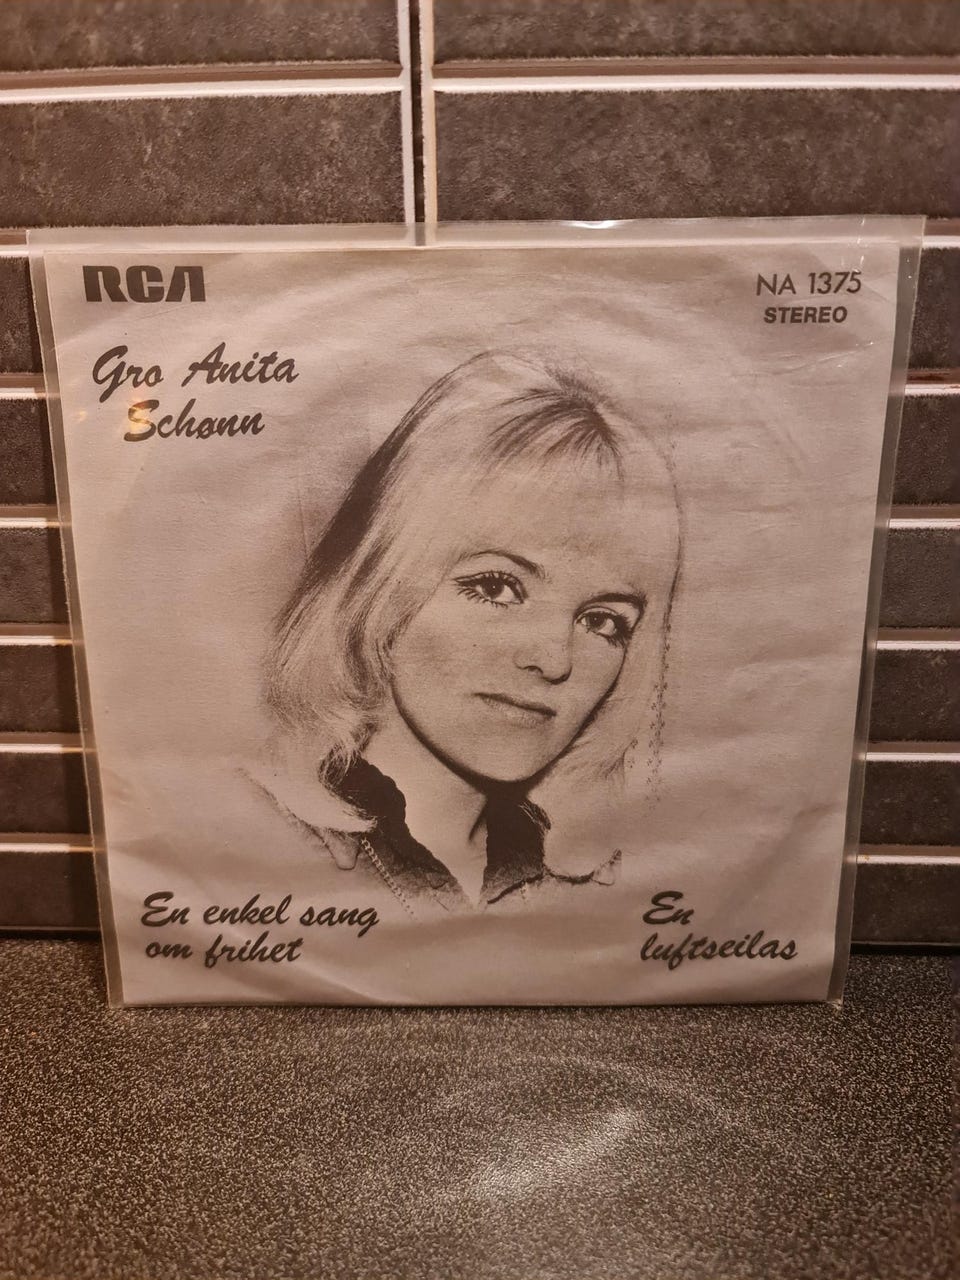 RCA
NA 1375
STEREO
Gro Anita
Schønn
En enkel sang
om frihet
En
luftseilas